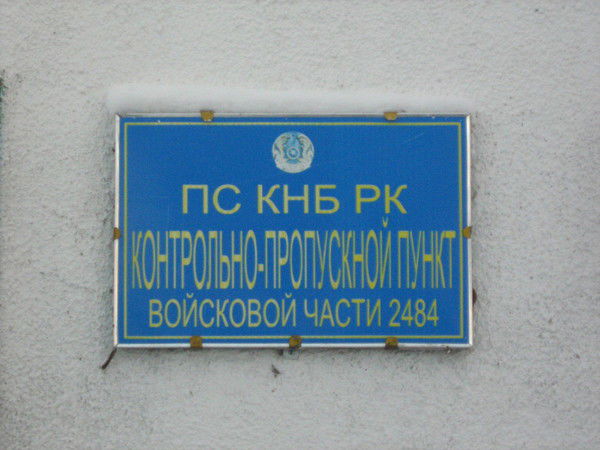 ПС КНБ РК
КОНТРОЛЬНО-ПРОПУСКНОЙ ПУНКТ
ВОЙСКОВОЙ ЧАСТИ 2484